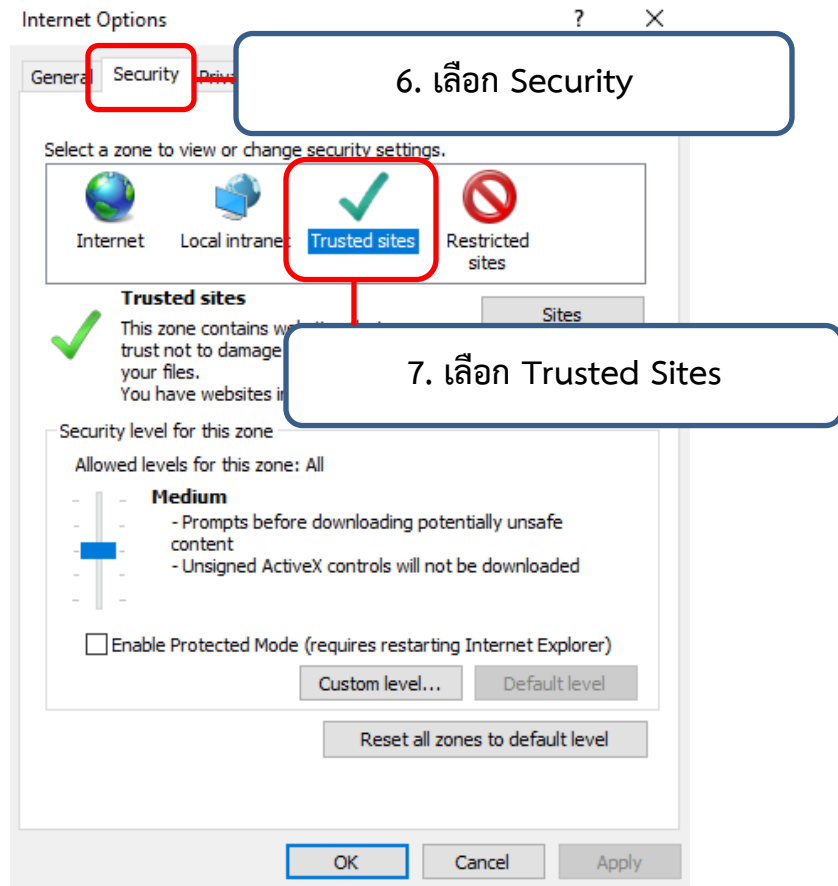 Internet Options
?
General Security
6. เลือก Security
Select a zone to view or change security settings.
Internet Local intranet Trusted sites Restricted sites
Trusted sites
Sites
This zone contains
trust not to damage
your files.
You have websites
7. เลือก Trusted Sites
Security level for this zone
Allowed levels for this zone: All
Medium
- Prompts before downloading potentially unsafe
content
- Unsigned ActiveX controls will not be downloaded
Enable Protected Mode (requires restarting Internet Explorer)
Custom level... Default level
Reset all zones to default level
OK Cancel Apply